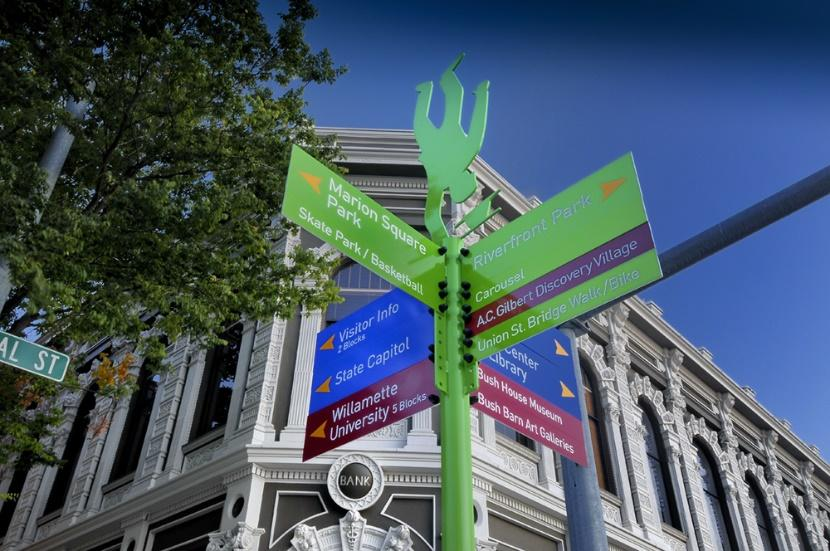 Marion Square
Park
Skate Park / Basketball
Riverfront Park
Carousel
A.C. Gilbert Discovery Village
Union St. Bridge Walk/Bike
Visitor Info
2 Blocks
State Capitol
Willamette
University 5 Blocks
Center
Library
Bush House Museum
Bush Barn Art Galleries
AL ST
BANK